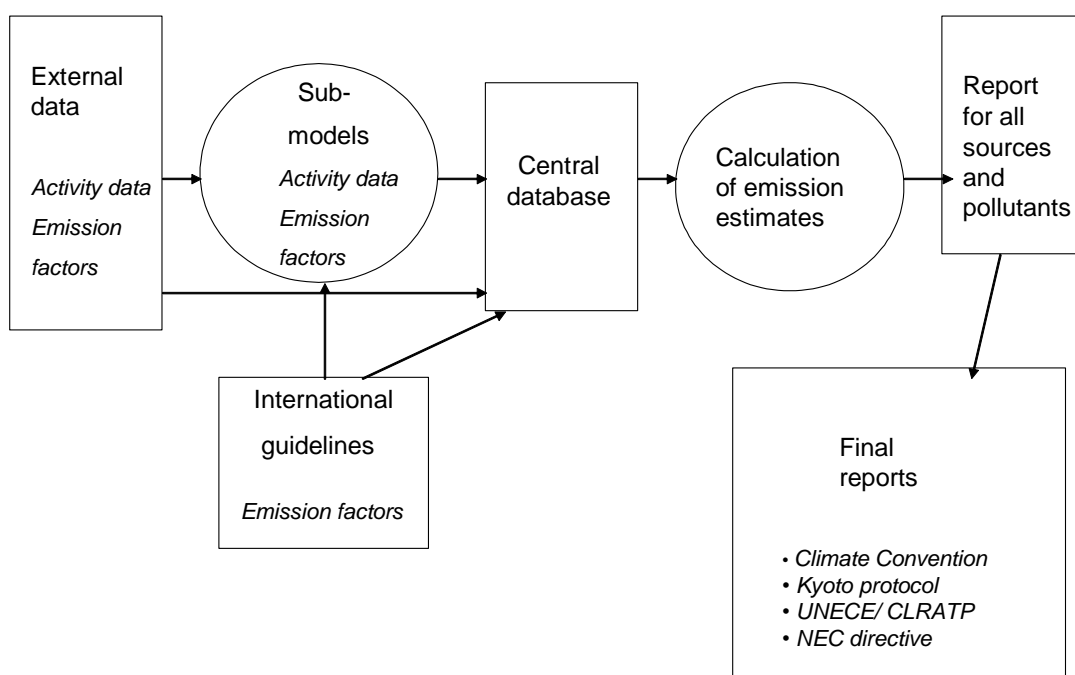 External
data
Activity data
Emission
factors
Sub-
models
Activity data
Emission
factors
Central
database
Calculation
of emission
estimates
Report
for all
sources
and
pollutants
International
guidelines
Emission factors
Final
reports
• Climate Convention
• Kyoto protocol
• UNECE/ CLRATP
• NEC directive